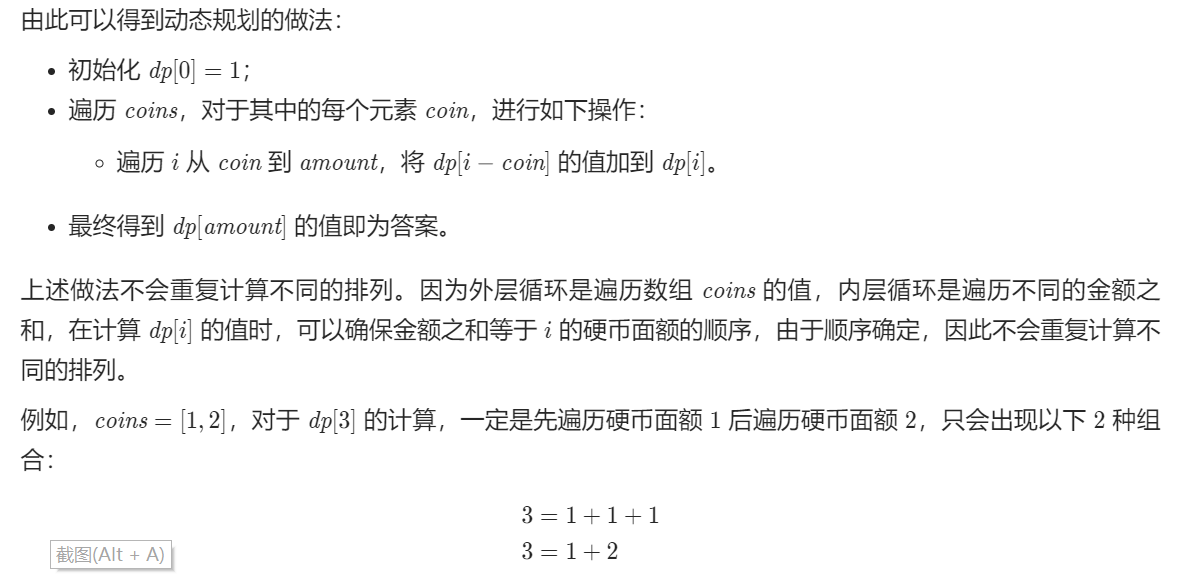 由此可以得到动态规划的做法：
• 初始化 dp[0] = 1；
• 遍历 coins，对于其中的每个元素 coin，进行如下操作：
◦ 遍历 i 从 coin 到 amount，将 dp[i − coin] 的值加到 dp[i]。
• 最终得到 dp[amount] 的值即为答案。
上述做法不会重复计算不同的排列。因为外层循环是遍历数组 coins 的值，内层循环是遍历不同的金额之
和，在计算 dp[i] 的值时，可以确保金额之和等于 i 的硬币面额的顺序，由于顺序确定，因此不会重复计算不
同的排列。
例如，coins = [1, 2]，对于 dp[3] 的计算，一定是先遍历硬币面额 1 后遍历硬币面额 2，只会出现以下 2 种组
合：
3 = 1 + 1 + 1
3 = 1 + 2
截图(Alt + A)